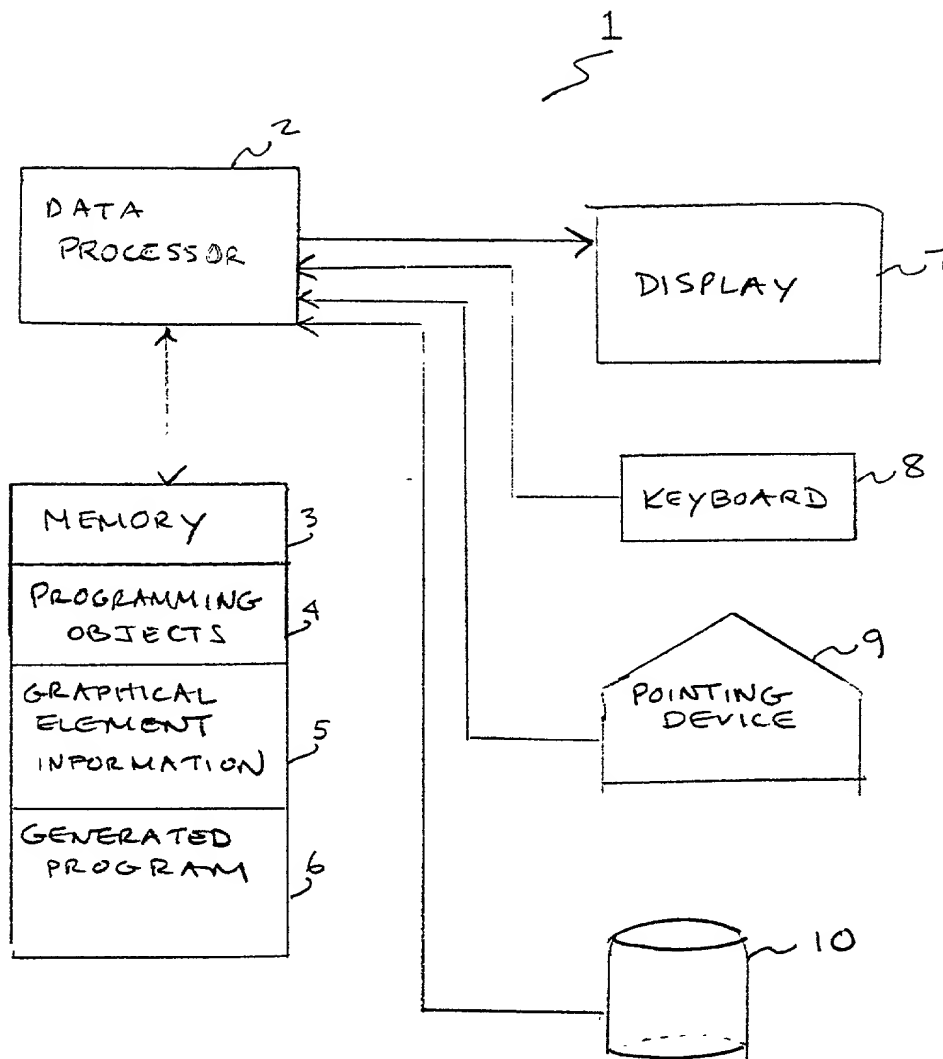 1
2
DATA
PROCESSOR
7
DISPLAY
8
KEYBOARD
MEMORY
3
PROGRAMMING
OBJECTS
4
GRAPHICAL
ELEMENT
INFORMATION
5
GENERATED
PROGRAM
6
9
POINTING
DEVICE
10